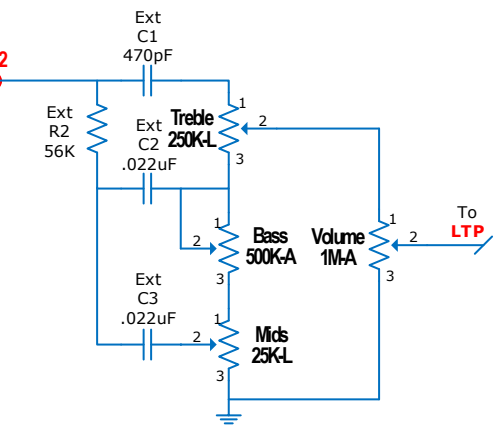 Ext
C1
470pF
2
Ext
R2
56K
Ext
C2
.022uF
Treble
250K-L
1
2
3
1
2
3
Bass
500K-A
Volume
1M-A
1
2
3
To
LTP
Ext
C3
.022uF
1
2
3
Mids
25K-L